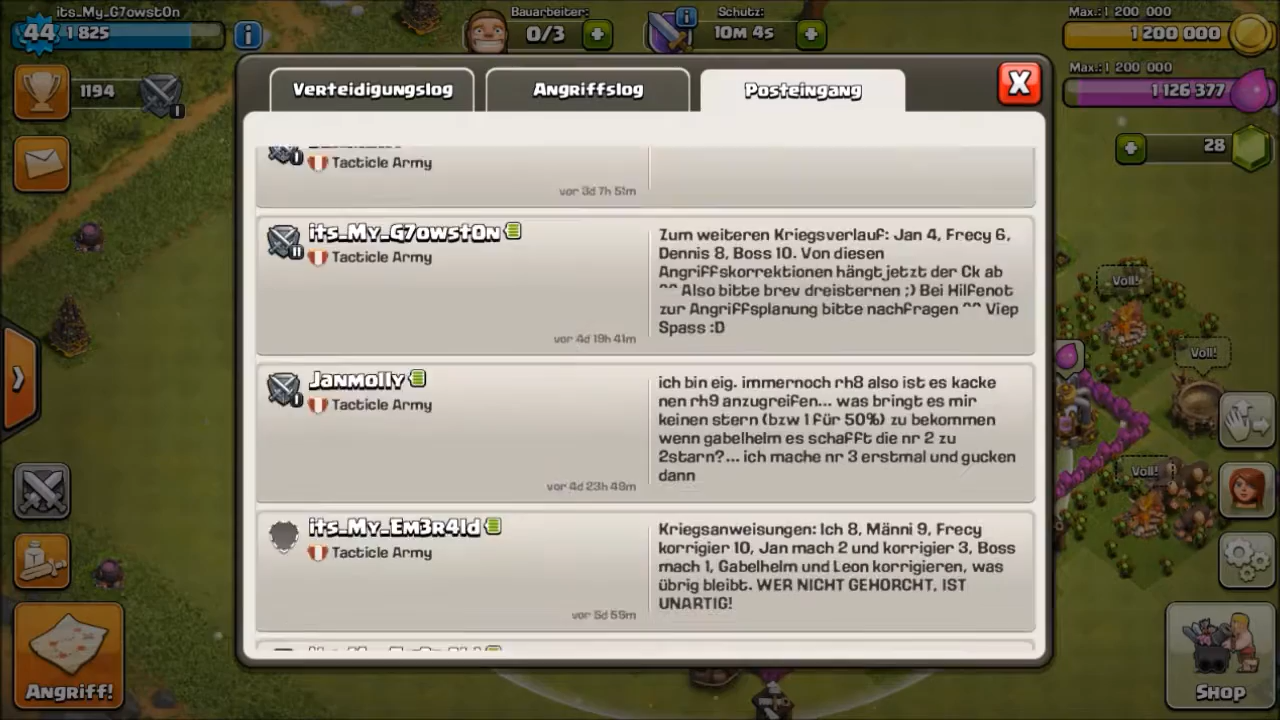 its_My_G7owst0n
44 1 825
Bauarbeiter:
0/3
Schutz:
10M 4s
Max.: 1 200 000
1 200 000
Max.: 1 200 000
1 126 377
28
1194
I
Verteidigungslog
Angriffslog
Posteingang
X
I
Tacticle Army
vor 3d 7h 51m
its_My_G7owst0n
II
Tacticle Army
vor 4d 19h 41m
Zum weiteren Kriegsverlauf: Jan 4, Frecy 6,
Dennis 8, Boss 10. Von diesen
Angriffskorrektionen hängt jetzt der Ck ab
^^ Also bitte brev dreisternen ;) Bei Hilfenot
zur Angriffsplanung bitte nachfragen ^^ Viep
Spass :D
Janmolly
I
Tacticle Army
vor 4d 23h 49m
ich bin eig. immernoch rh8 also ist es kacke
nen rh9 anzugreifen... was bringt es mir
keinen stern (bzw 1 für 50%) zu bekommen
wenn gabelhelm es schafft die nr 2 zu
2starn?... ich mache nr 3 erstmal und gucken
dann
its_My_Em3r4ld
Tacticle Army
vor 5d 59m
Kriegsanweisungen: Ich 8, Männi 9, Frecy
korrigier 10, Jan mach 2 und korrigier 3, Boss
mach 1, Gabelhelm und Leon korrigieren, was
übrig bleibt. WER NICHT GEHORCHT, IST
UNARTIG!
Voll!
Voll!
Voll!
Angriff!
Shop